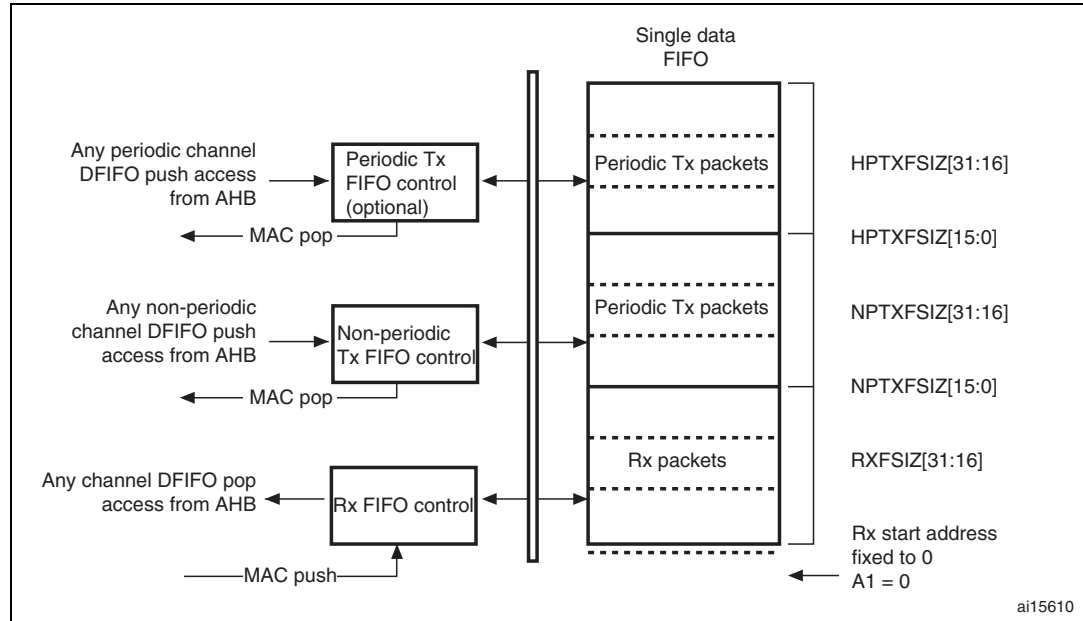 Single data
FIFO
Any periodic channel
DFIFO push access
from AHB
Periodic Tx
FIFO control
(optional)
MAC pop
Periodic Tx packets
HPTXFSIZ[31:16]
HPTXFSIZ[15:0]
Any non-periodic
channel DFIFO push
access from AHB
Non-periodic
Tx FIFO control
MAC pop
Periodic Tx packets
NPTXFSIZ[31:16]
NPTXFSIZ[15:0]
Any channel DFIFO pop
access from AHB
Rx FIFO control
MAC push
Rx packets
RXFSIZ[31:16]
Rx start address
fixed to 0
A1 = 0
ai15610